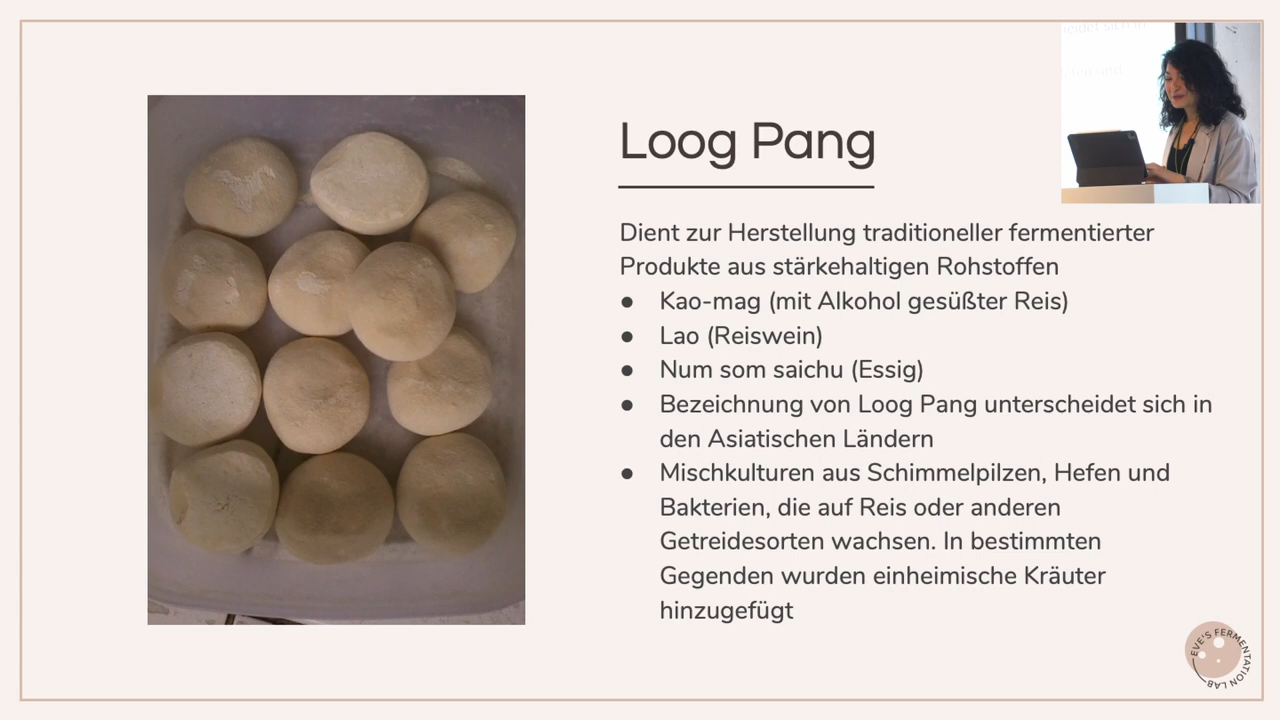 Loog Pang
Dient zur Herstellung traditioneller fermentierter
Produkte aus stärkehaltigen Rohstoffen
● Kao-mag (mit Alkohol gesüßter Reis)
● Lao (Reiswein)
● Num som saichu (Essig)
● Bezeichnung von Loog Pang unterscheidet sich in
den Asiatischen Ländern
● Mischkulturen aus Schimmelpilzen, Hefen und
Bakterien, die auf Reis oder anderen
Getreidesorten wachsen. In bestimmten
Gegenden wurden einheimische Kräuter
hinzugefügt
EVE'S FERMENTATION LAB